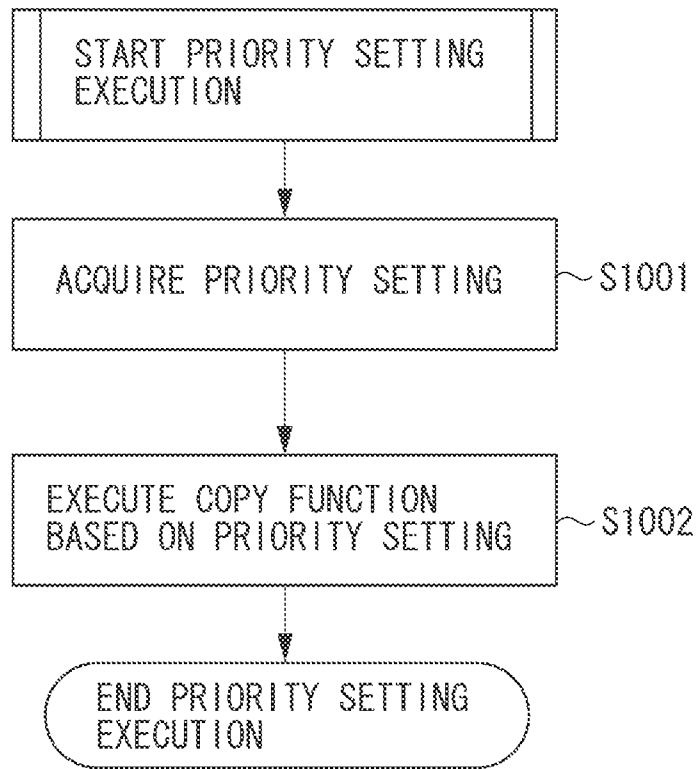 START PRIORITY SETTING
EXECUTION
ACQUIRE PRIORITY SETTING
S1001
EXECUTE COPY FUNCTION
BASED ON PRIORITY SETTING
S1002
END PRIORITY SETTING
EXECUTION